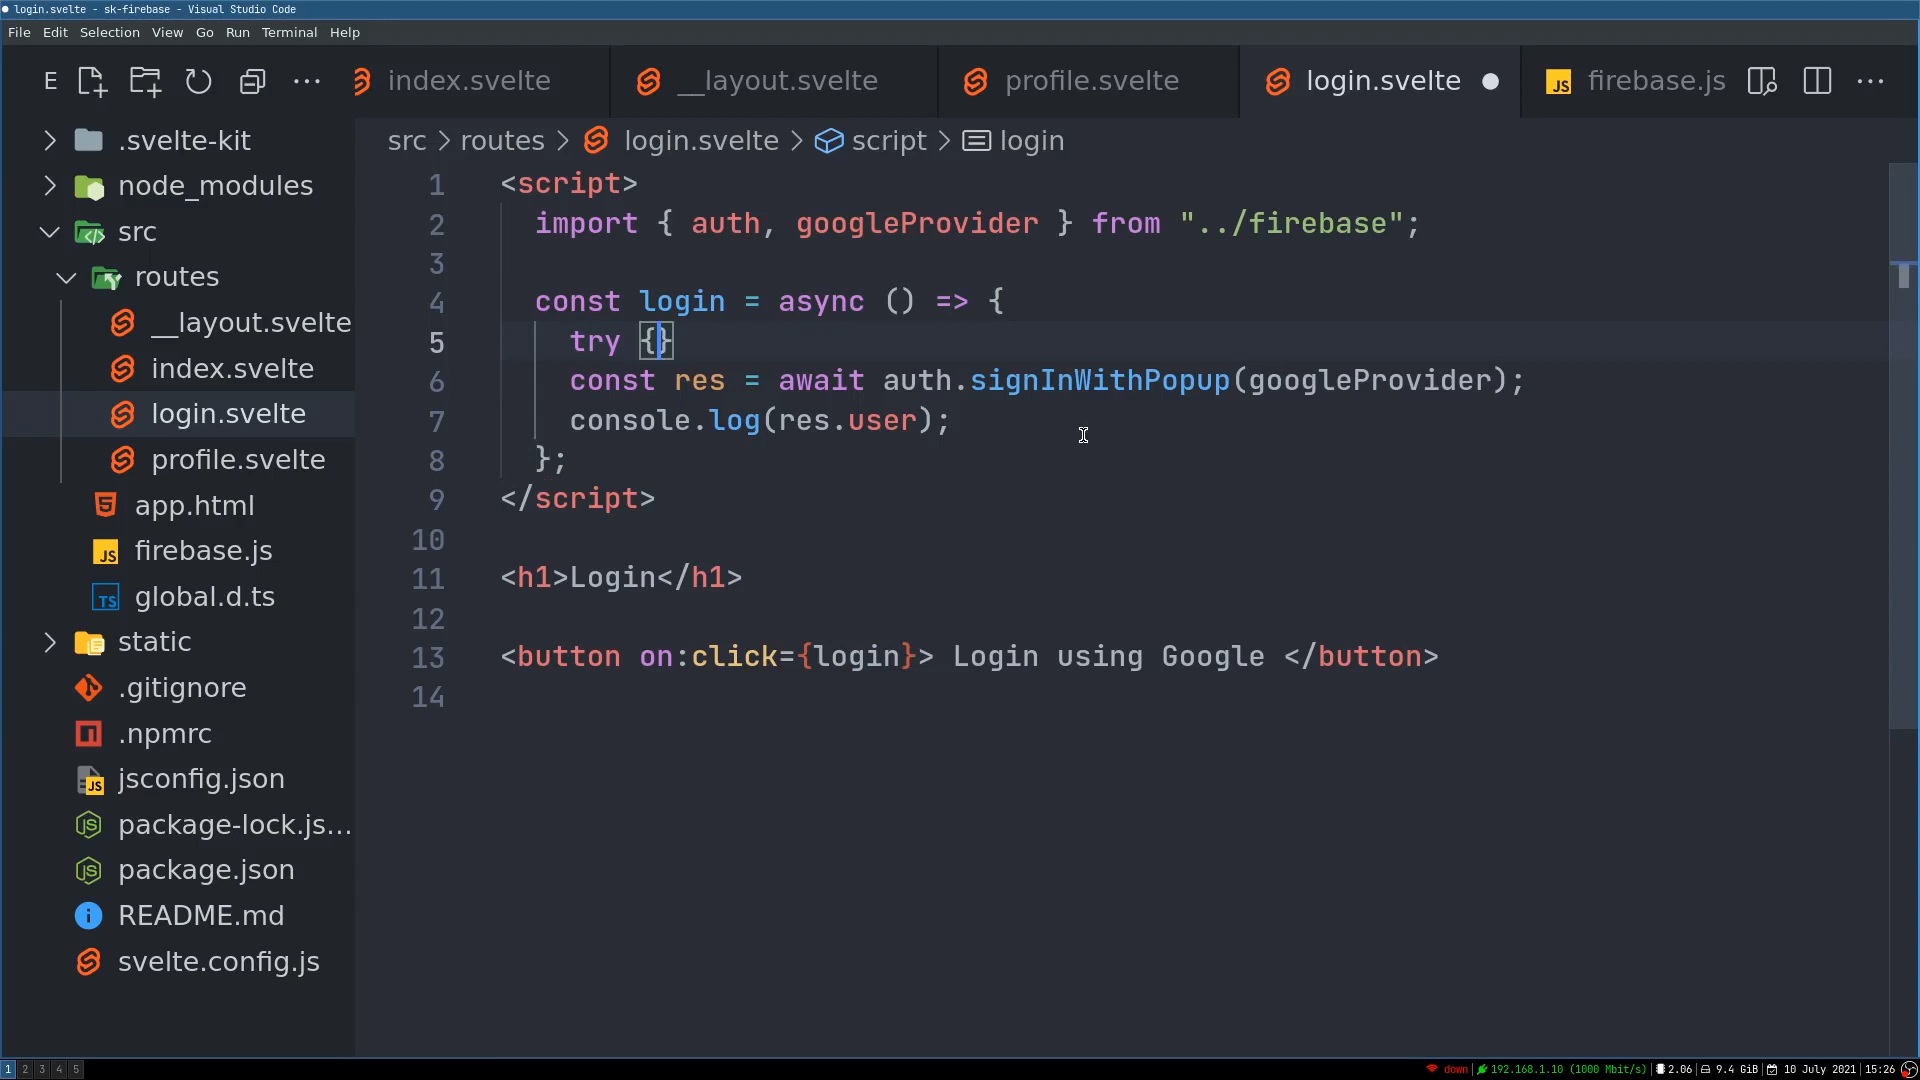 login.svelte - sk-firebase - Visual Studio Code
File Edit Selection View Go Run Terminal Help
E
index.svelte
__layout.svelte
profile.svelte
login.svelte
JS firebase.js
src > routes > login.svelte > script > login
.svelte-kit
node_modules
src
routes
__layout.svelte
index.svelte
login.svelte
profile.svelte
app.html
JS firebase.js
TS global.d.ts
static
.gitignore
.npmrc
JS jsconfig.json
package-lock.js...
package.json
README.md
svelte.config.js
1 <script>
2 import { auth, googleProvider } from "../firebase";
3
4 const login = async () => {
5 try {}
6 const res = await auth.signInWithPopup(googleProvider);
7 console.log(res.user);
8 };
9 </script>
10
11 <h1>Login</h1>
12
13 <button on:click={login}> Login using Google </button>
14
1 2 3 4 5
down | 192.168.1.10 (1000 Mbit/s) | 2.06 | 9.4 GiB | 10 July 2021 | 15:26